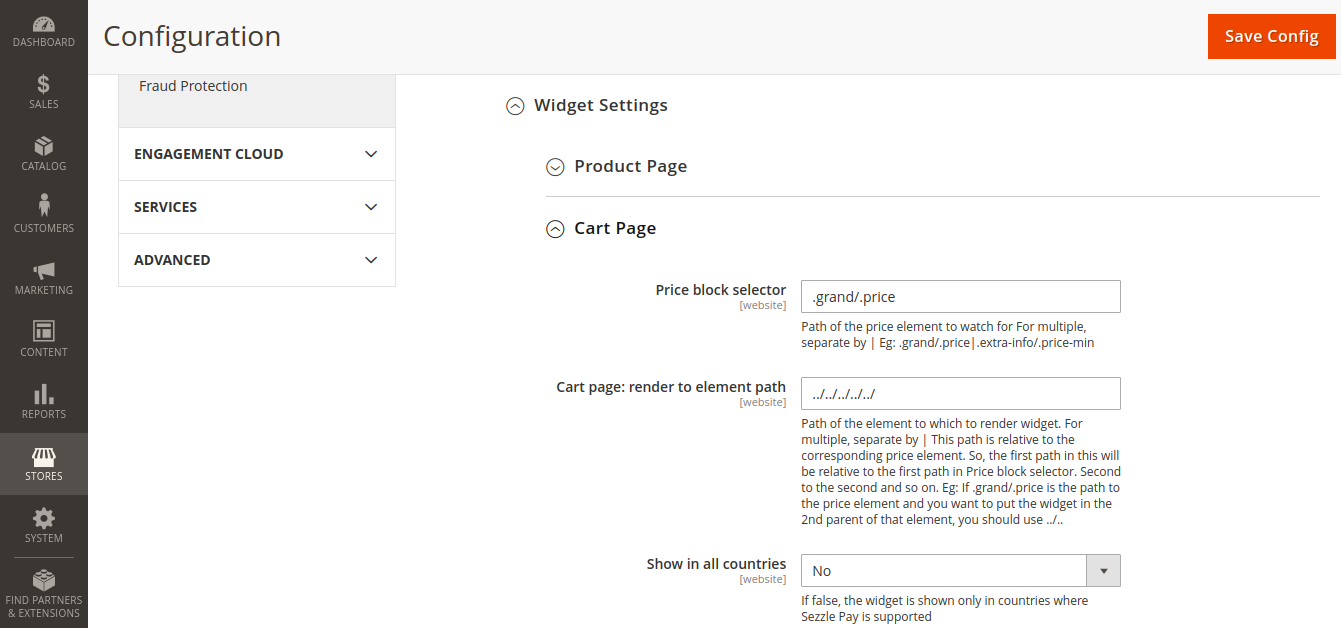 DASHBOARD
SALES
CATALOG
CUSTOMERS
MARKETING
CONTENT
REPORTS
STORES
SYSTEM
FIND PARTNERS
& EXTENSIONS
Configuration
Save Config
Fraud Protection
ENGAGEMENT CLOUD
SERVICES
ADVANCED
Widget Settings
Product Page
Cart Page
Price block selector
[website]
.grand/.price
Path of the price element to watch for For multiple,
separate by | Eg: .grand/.price|.extra-info/.price-min
Cart page: render to element path
[website]
../../../../../
Path of the element to which to render widget. For
multiple, separate by | This path is relative to the
corresponding price element. So, the first path in this will
be relative to the first path in Price block selector. Second
to the second and so on. Eg: If .grand/.price is the path to
the price element and you want to put the widget in the
2nd parent of that element, you should use ../..
Show in all countries
[website]
No
If false, the widget is shown only in countries where
Sezzle Pay is supported